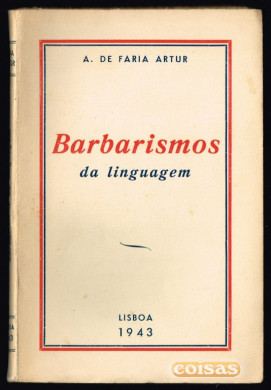 A. DE FARIA ARTUR
Barbarismos
da linguagem
LISBOA
1943
coisas